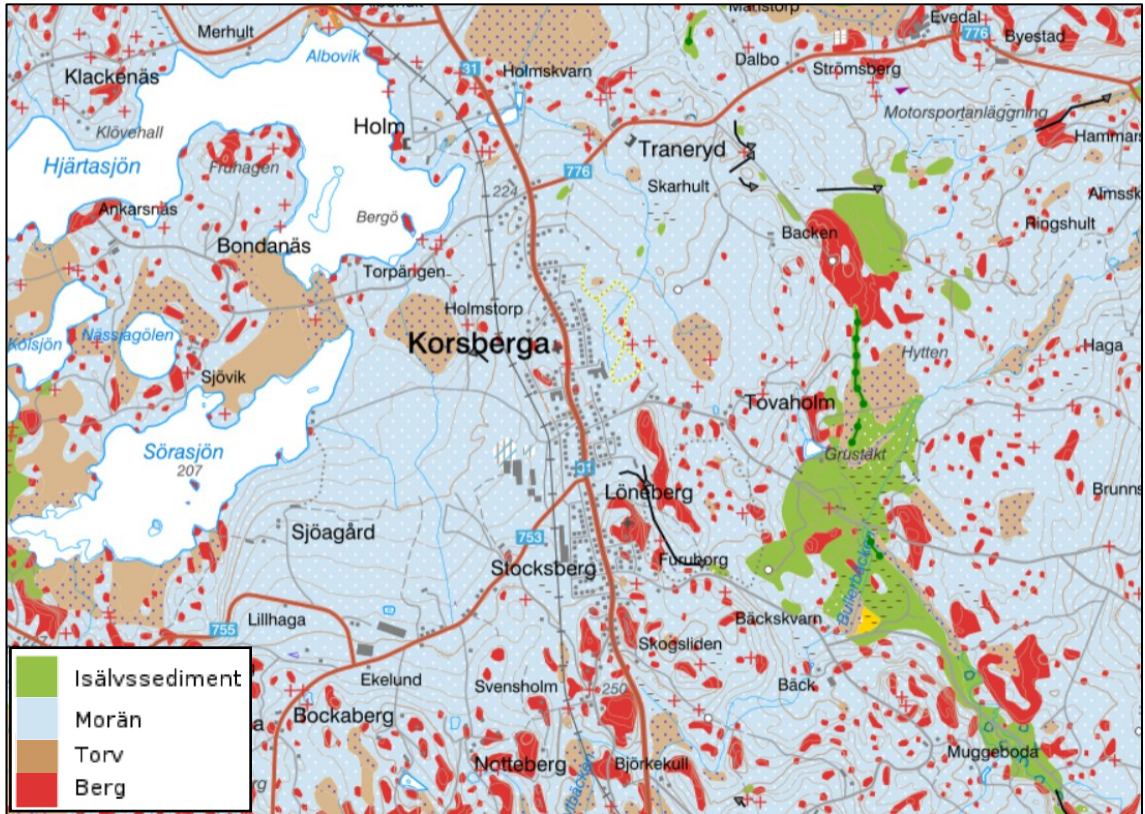 Merhult
Albovik
Evedal
Byestad
776
Dalbo
Strömsberg
Klackenäs
31
Holmskvarn
Motorsportanläggning
Klövehall
Holm
Hammars
Traneryd
Hjärtasjön
Fruhagen
776
Skarhult
224
Almssk
Ankarsnäs
Bergö
Ringshult
Backen
Bondanäs
Torpängen
Holmstorp
Nässjagölen
Kolsjön
Korsberga
Hytten
Haga
Sjövik
Tovaholm
Sörasjön
207
Grustäkt
31
Löneberg
Brunns
Sjöagård
753
Bullerbäcken
Stocksberg
Furuborg
Lillhaga
755
Bäckskvarn
Skogsliden
Isälvssediment
Ekelund
Svensholm
250
Bäck
Morän
Bockaberg
Torv
Muggeboda
Notteberg
Björkekull
Berg